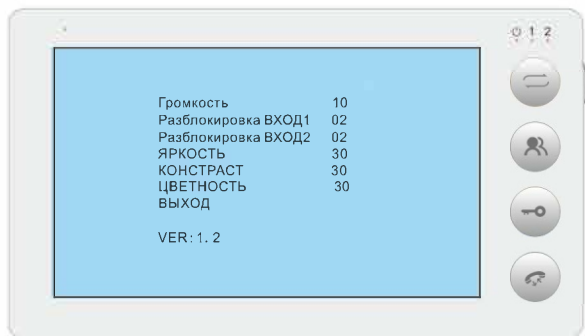 1 2
Громкость 10
Разблокировка ВХОД1 02
Разблокировка ВХОД2 02
ЯРКОСТЬ 30
КОНСТРАСТ 30
ЦВЕТНОСТЬ 30
ВЫХОД
VER: 1. 2